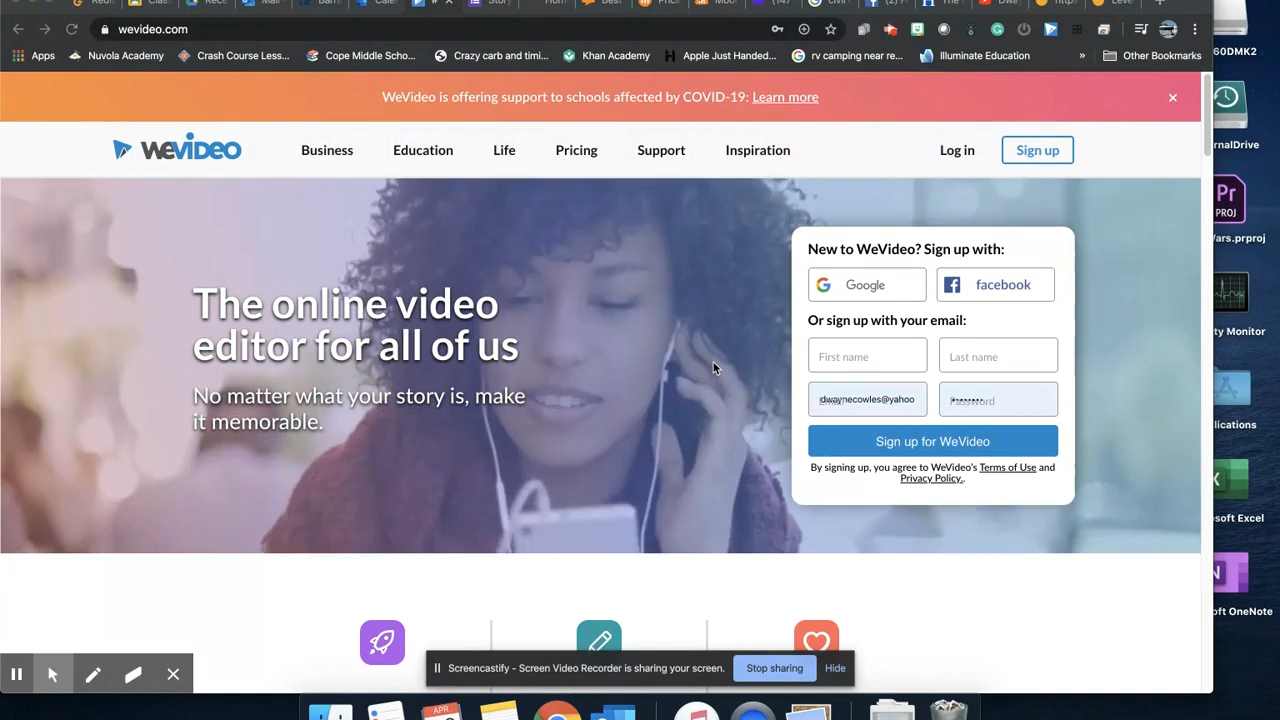 wevideo.com
Apps
Nuvola Academy
Crash Course Less...
Cope Middle Scho...
Crazy carb and timi...
Khan Academy
Apple Just Handed...
rv camping near re...
Illuminate Education
»
Other Bookmarks
WeVideo is offering support to schools affected by COVID-19: Learn more
WEVIDEO
Business
Education
Life
Pricing
Support
Inspiration
Log in
Sign up
The online video
editor for all of us
No matter what your story is, make
it memorable.
New to WeVideo? Sign up with:
Google
facebook
Or sign up with your email:
First name
Last name
dwaynecowles@yahoo
Password
Sign up for WeVideo
By signing up, you agree to WeVideo's Terms of Use and
Privacy Policy..
Screencastify - Screen Video Recorder is sharing your screen.
Stop sharing
Hide
60DMK2
rnalDrive
Pr
PROJ
Wars.prproj
ty Monitor
lications
soft Excel
N
soft OneNote
APR